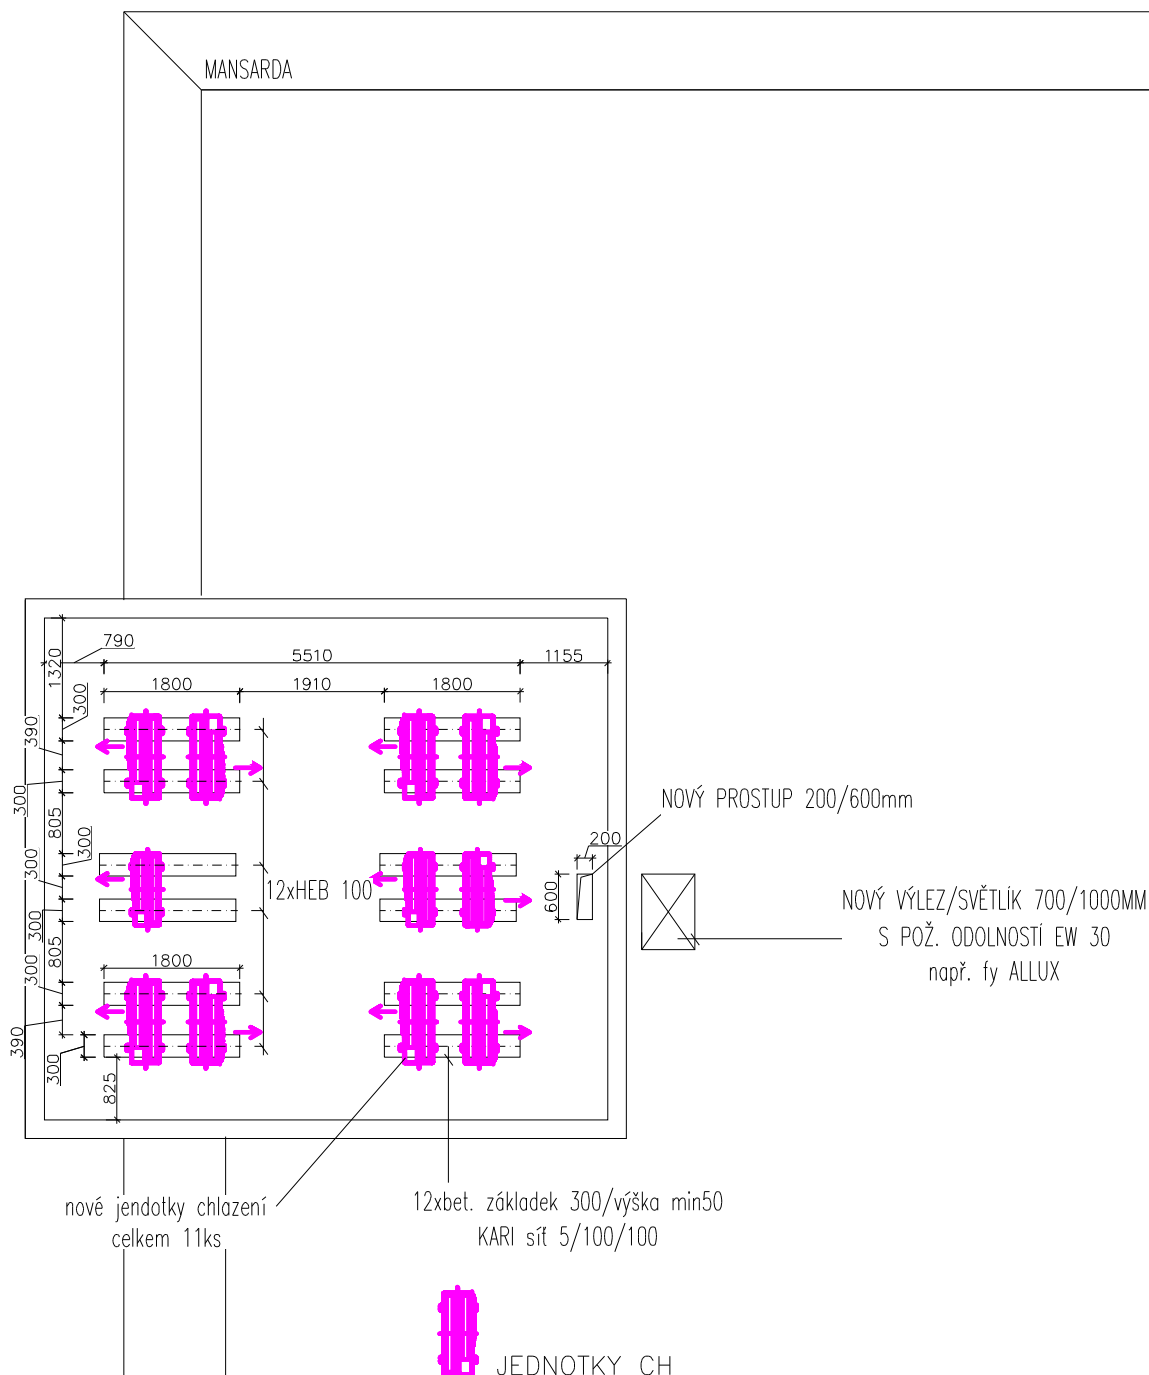 MANSARDA
790
5510
1155
1320
1800
1910
1800
300
390
300
805
300
300
300
805
300
390
300
825
1800
12xHEB 100
NOVÝ PROSTUP 200/600mm
200
600
NOVÝ VÝLEZ/SVĚTLÍK 700/1000MM
S POŽ. ODOLNOSTÍ EW 30
např. fy ALLUX
nové jendotky chlazení
celkem 11ks
12xbet. základek 300/výška min50
KARI síť 5/100/100
JEDNOTKY CH